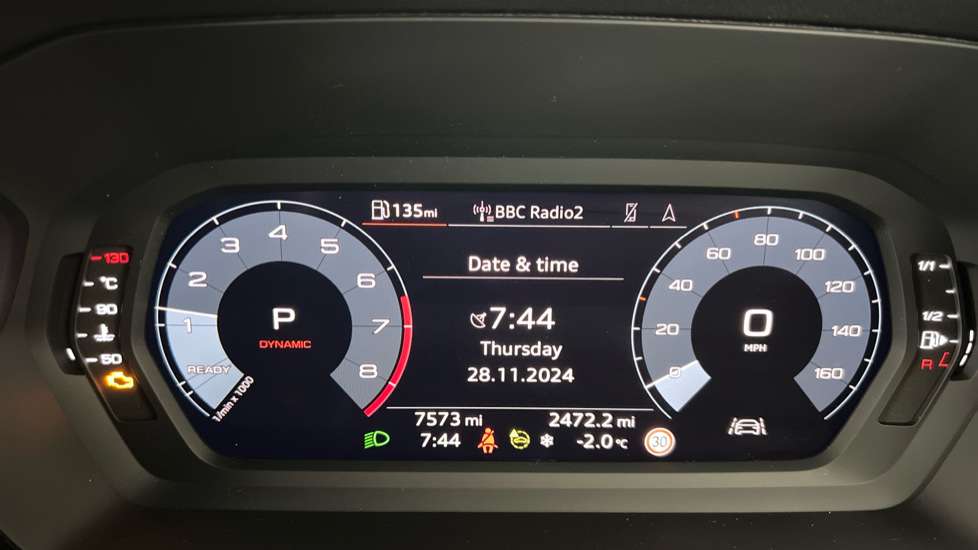 135mi
BBC Radio2
Date & time
7:44
Thursday
28.11.2024
7573 mi
2472.2 mi
7:44
-2.0 °C
30
130
°C
90
50
READY
1
2
3
4
5
6
7
8
1/min x 1000
P
DYNAMIC
0
20
40
60
80
100
120
140
160
0
MPH
1/1
1/2
R